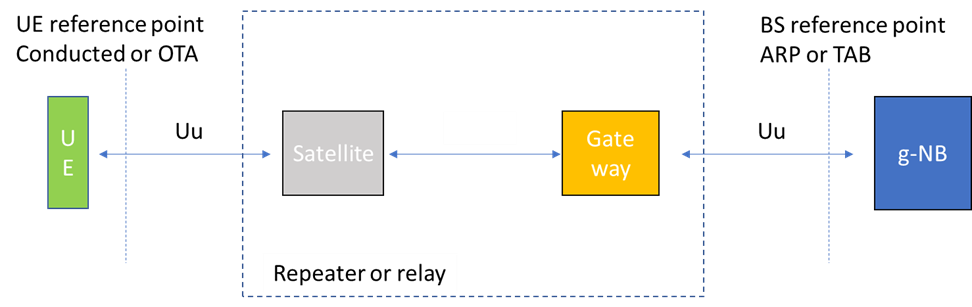 UE reference point
Conducted or OTA
BS reference point
ARP or TAB
U
E
Uu
Satellite
Gate
way
Uu
g-NB
Repeater or relay